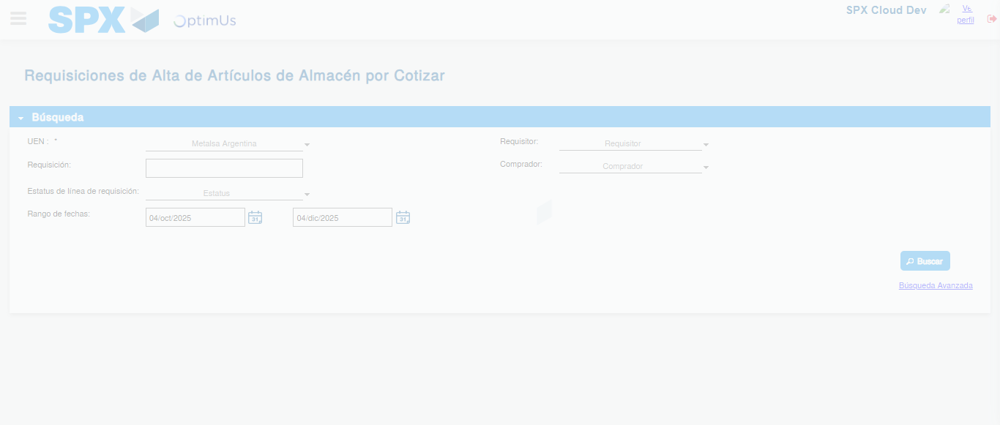 SPX OptimUs
SPX Cloud Dev
perfil
Requisiciones de Alta de Artículos de Almacén por Cotizar
Búsqueda
UEN : * Metalsa Argentina
Requisitor: Requisitor
Requisición:
Comprador: Comprador
Estatus de línea de requisición: Estatus
Rango de fechas: 04/oct/2025 31 04/dic/2025 31
Buscar
Búsqueda Avanzada